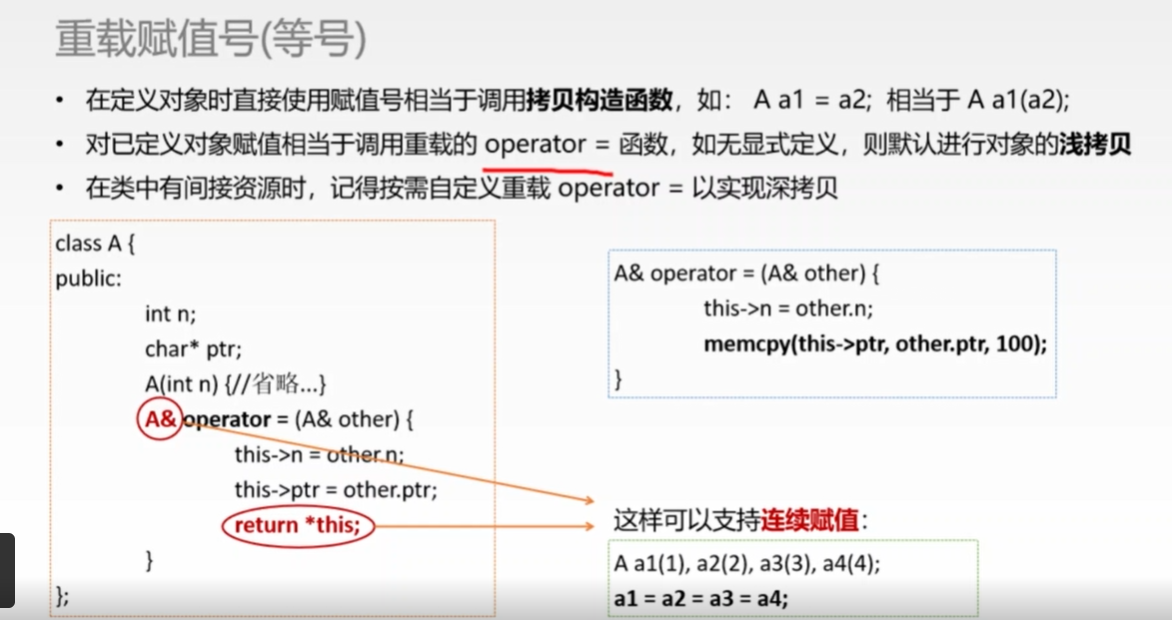 重载赋值号(等号)
• 在定义对象时直接使用赋值号相当于调用拷贝构造函数，如： A a1 = a2; 相当于 A a1(a2);
• 对已定义对象赋值相当于调用重载的 operator = 函数，如无显式定义，则默认进行对象的浅拷贝
• 在类中有间接资源时，记得按需自定义重载 operator = 以实现深拷贝
class A {
public:
int n;
char* ptr;
A(int n) {//省略...}
A& operator = (A& other) {
this->n = other.n;
this->ptr = other.ptr;
return *this;
}
};
A& operator = (A& other) {
this->n = other.n;
memcpy(this->ptr, other.ptr, 100);
}
这样可以支持连续赋值：
A a1(1), a2(2), a3(3), a4(4);
a1 = a2 = a3 = a4;